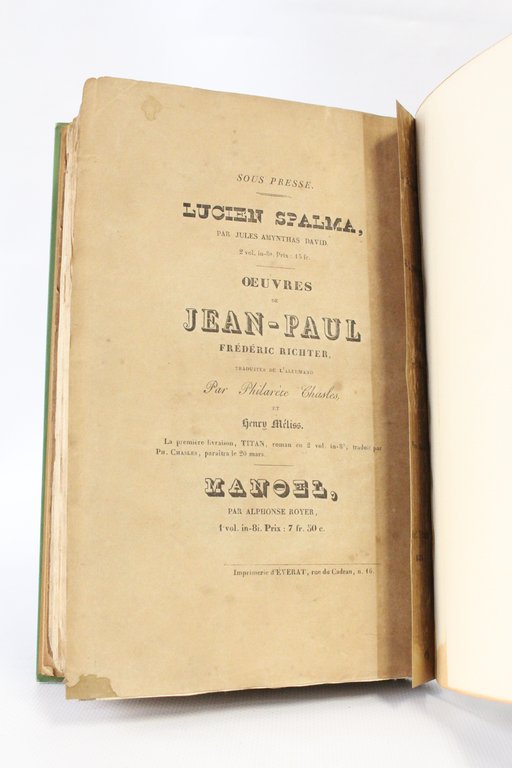 SOUS PRESSE.
LUCIEN SPALMA,
PAR JULES AMYNTHAS DAVID.
2 vol. in-8º, Prix : 15 fr.
OEUVRES
DE
JEAN-PAUL
FRÉDÉRIC RICHTER,
TRADUITES DE L'ALLEMAND
Par Philarète Chasles,
ET
Henry Méliss.
La première livraison, TITAN, roman en 2 vol. in-8º, traduit par
PH. CHASLES, paraîtra le 20 mars.
MANOEL,
PAR ALPHONSE ROYER,
1 vol. in-8i. Prix : 7 fr. 50 c.
Imprimerie d'ÉVERAT, rue du Cadran, n. 16.